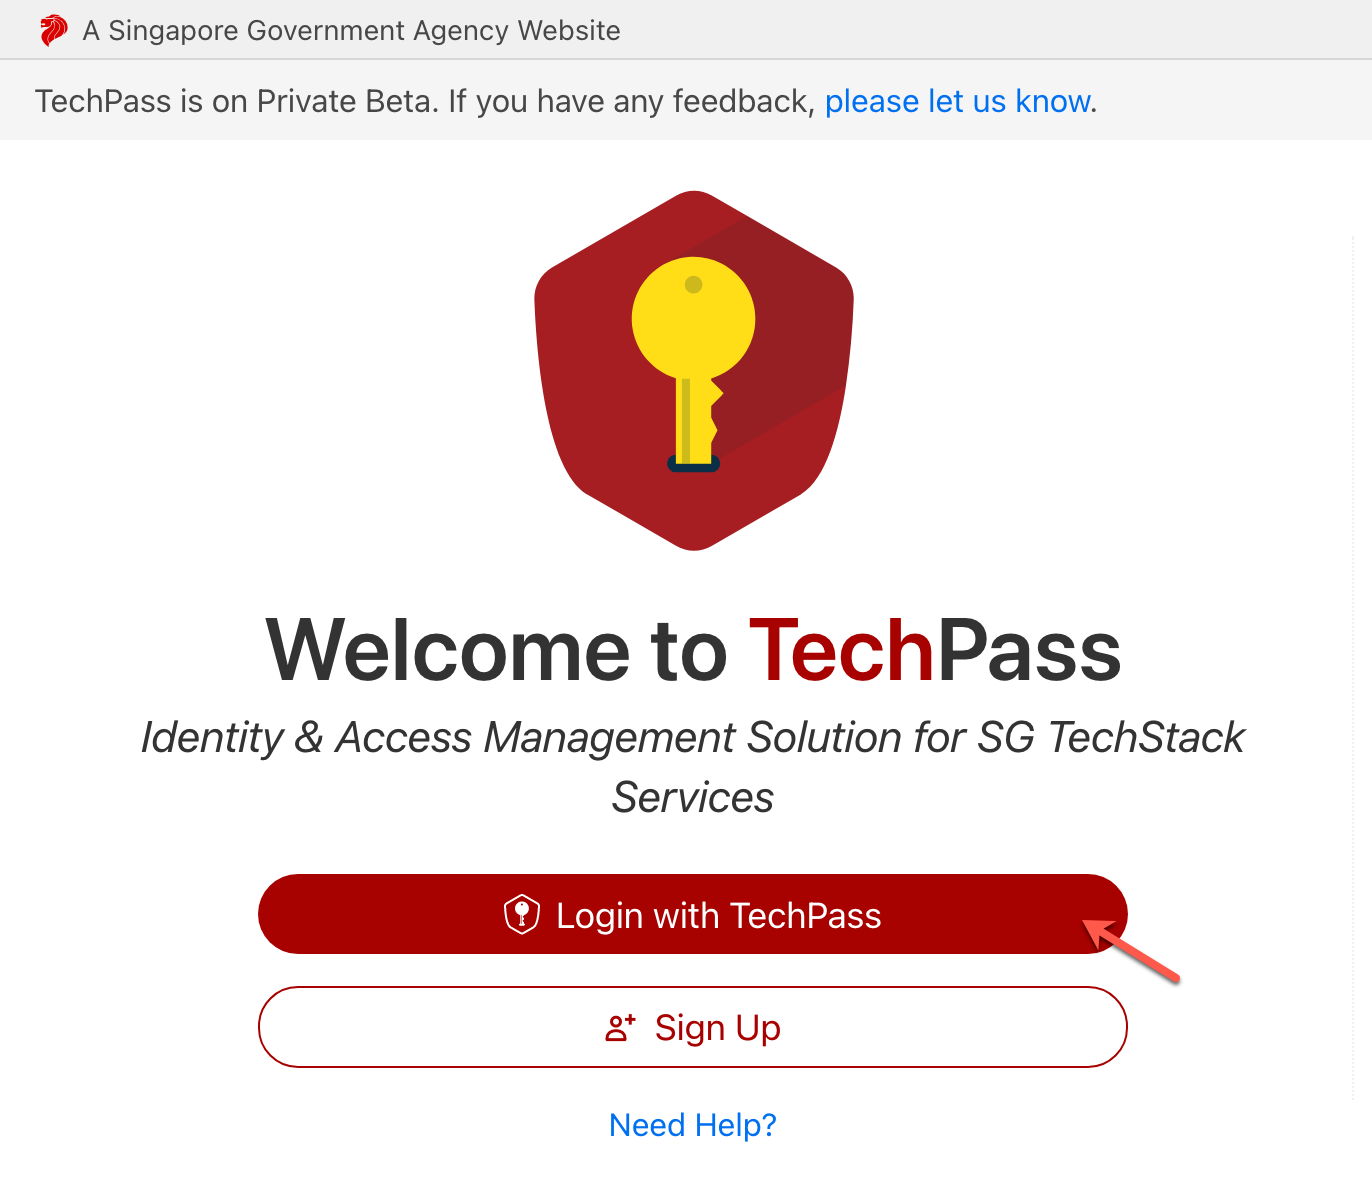 A Singapore Government Agency Website
TechPass is on Private Beta. If you have any feedback, please let us know.
Welcome to TechPass
Identity & Access Management Solution for SG TechStack
Services
Login with TechPass
Sign Up
Need Help?